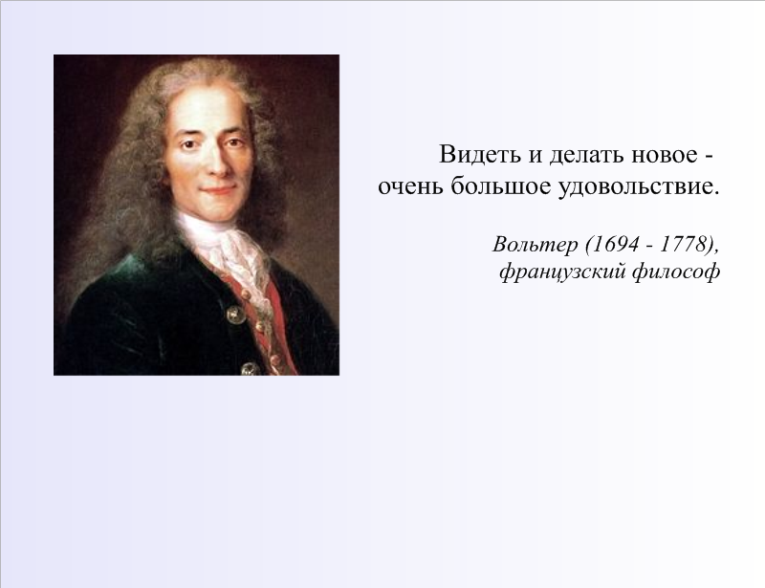 Видеть и делать новое -
очень большое удовольствие.
Вольтер (1694 - 1778),
французский философ